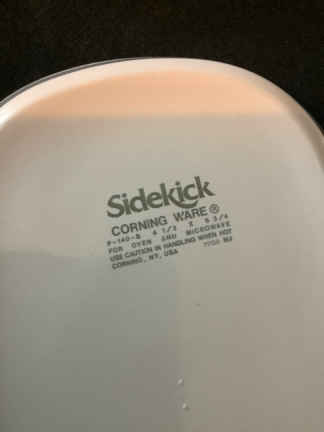 Sidekick
CORNING WARE®
P-140-B 6 1/2 X 6 3/4
FOR OVEN AND MICROWAVE
USE CAUTION IN HANDLING WHEN HOT
CORNING, NY, USA